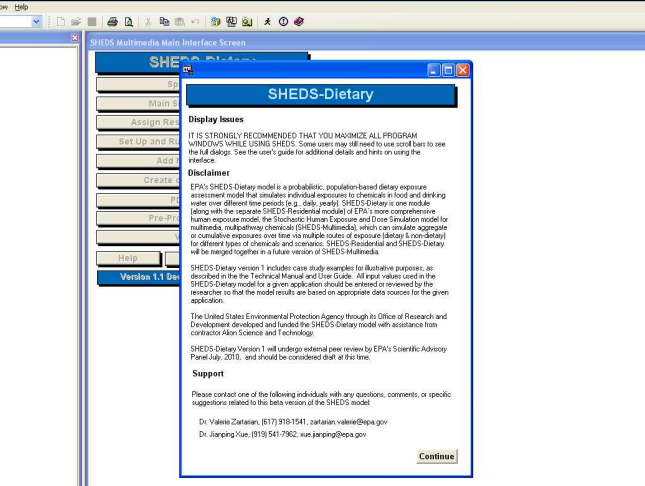 ow Help
SHEDS Multimedia Main Interface Screen
SHEDS-Dietary
Sp
Main S
Assign Res
Set Up and Ru
Add
Create
Pre-Pro
Help
Version 1.1 De
SHEDS-Dietary
Display Issues
IT IS STRONGLY RECOMMENDED THAT YOU MAXIMIZE ALL PROGRAM
WINDOWS WHILE USING SHEDS. Some users may still need to use scroll bars to see
the full dialogs. See the user's guide for additional details and hints on using the
interface.
Disclaimer
EPA's SHEDS-Dietary model is a probabilistic, population-based dietary exposure
assessment model that simulates individual exposures to chemicals in food and drinking
water over different time periods (e.g., daily, yearly). SHEDS-Dietary is one module
(along with the separate SHEDS-Residential module) of EPA's more comprehensive
human exposure model, the Stochastic Human Exposure and Dose Simulation model for
multimedia, multipathway chemicals (SHEDS-Multimedia), which can simulate aggregate
or cumulative exposures over time via multiple routes of exposure (dietary & non-dietary)
for different types of chemicals and scenarios. SHEDS-Residential and SHEDS-Dietary
will be merged together in a future version of SHEDS-Multimedia.
SHEDS-Dietary version 1 includes case study examples for illustrative purposes, as
described in the the Technical Manual and User Guide. All input values used in the
SHEDS-Dietary model for a given application should be entered or reviewed by the
researcher so that the model results are based on appropriate data sources for the given
application.
The United States Environmental Protection Agency through its Office of Research and
Development developed and funded the SHEDS-Dietary model with assistance from
contractor Alion Science and Technology.
SHEDS-Dietary Version 1 will undergo external peer review by EPA's Scientific Advisory
Panel July, 2010, and should be considered draft at this time.
Support
Please contact one of the following individuals with any questions, comments, or specific
suggestions related to this beta version of the SHEDS model:
Dr. Valerie Zartarian, (617) 918-1541, zartarian.valerie@epa.gov
Dr. Jianping Xue, (919) 541-7962, xue.jianping@epa.gov
Continue